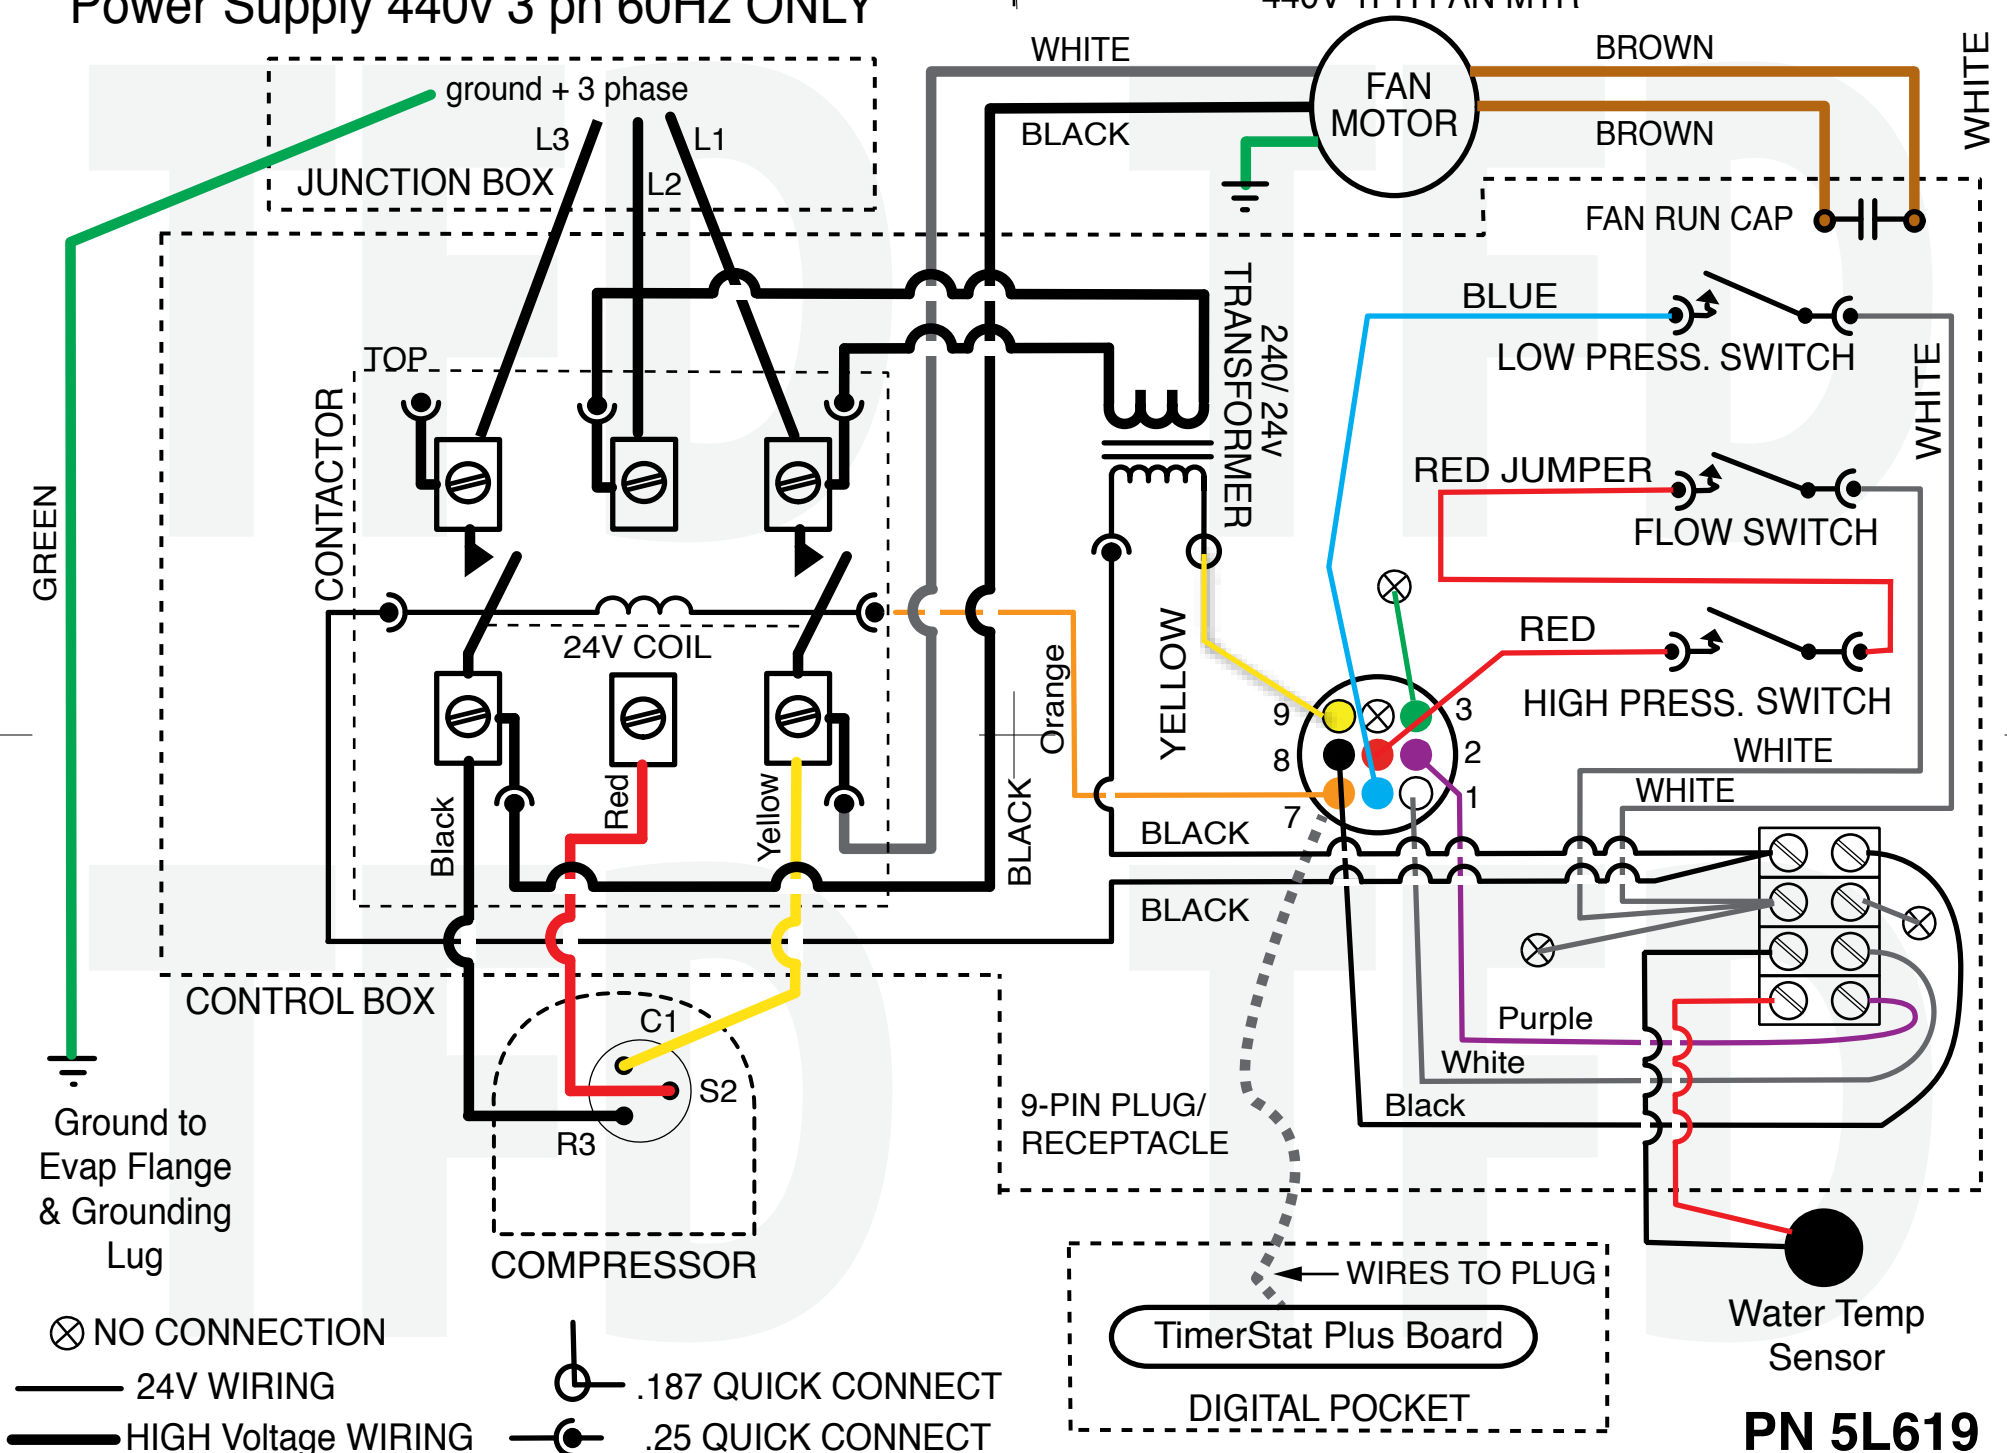 Power Supply 440v 3 ph 60Hz ONLY
440V 1PH FAN MTR
WHITE
BROWN
WHITE
ground + 3 phase
FAN
MOTOR
L3
L1
BLACK
BROWN
JUNCTION BOX
L2
FAN RUN CAP
BLUE
240/24v
TRANSFORMER
LOW PRESS. SWITCH
WHITE
TOP
CONTACTOR
RED JUMPER
FLOW SWITCH
GREEN
24V COIL
YELLOW
RED
Orange
HIGH PRESS. SWITCH
9
3
8
2
7
1
WHITE
WHITE
Black
Red
Yellow
BLACK
BLACK
BLACK
CONTROL BOX
C1
S2
R3
Purple
White
Black
9-PIN PLUG/
RECEPTACLE
Ground to
Evap Flange
& Grounding
Lug
COMPRESSOR
WIRES TO PLUG
TimerStat Plus Board
DIGITAL POCKET
Water Temp
Sensor
NO CONNECTION
24V WIRING
HIGH Voltage WIRING
.187 QUICK CONNECT
.25 QUICK CONNECT
PN 5L619
TFD
TFD
TFD
TFD